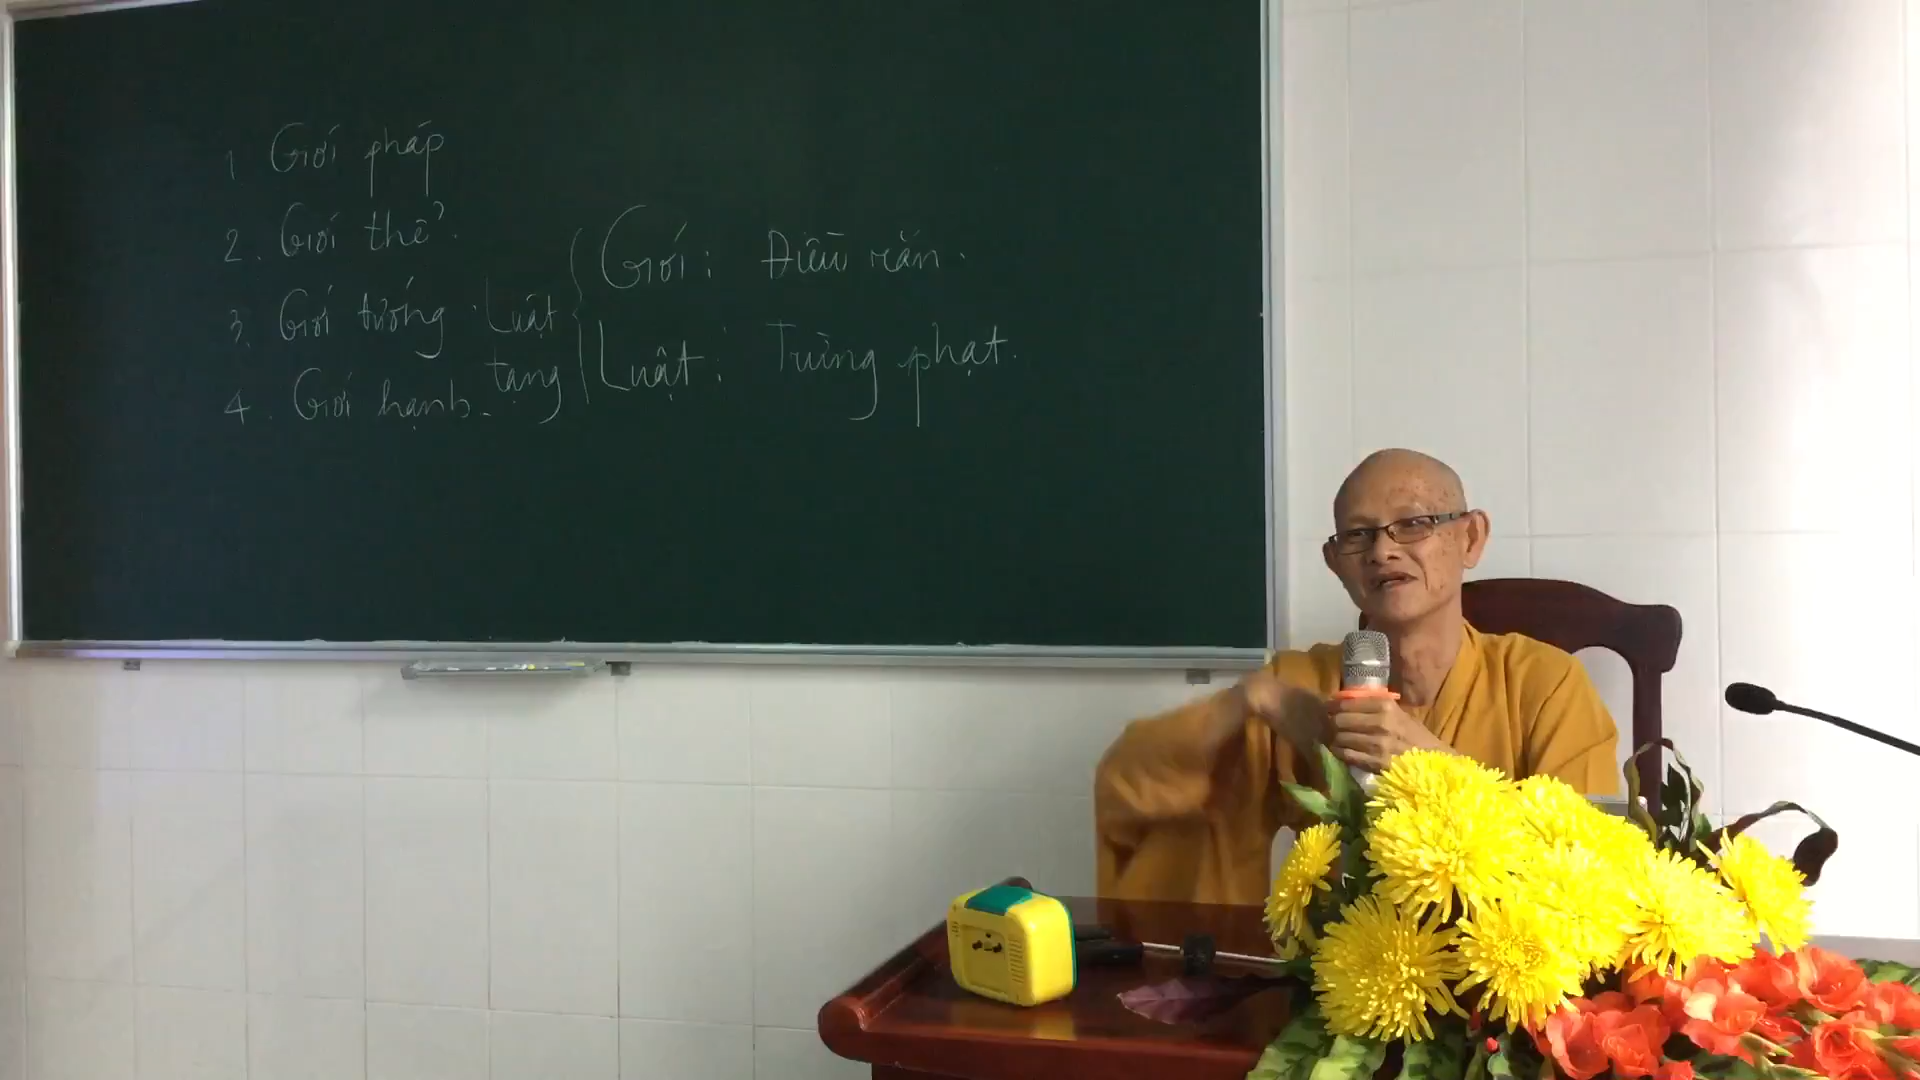 1 Giới pháp
2. Giới thể.
3. Giới tướng
4. Giới hạnh.
Luật
tạng
Giới: Điều răn.
Luật: Trừng phạt.